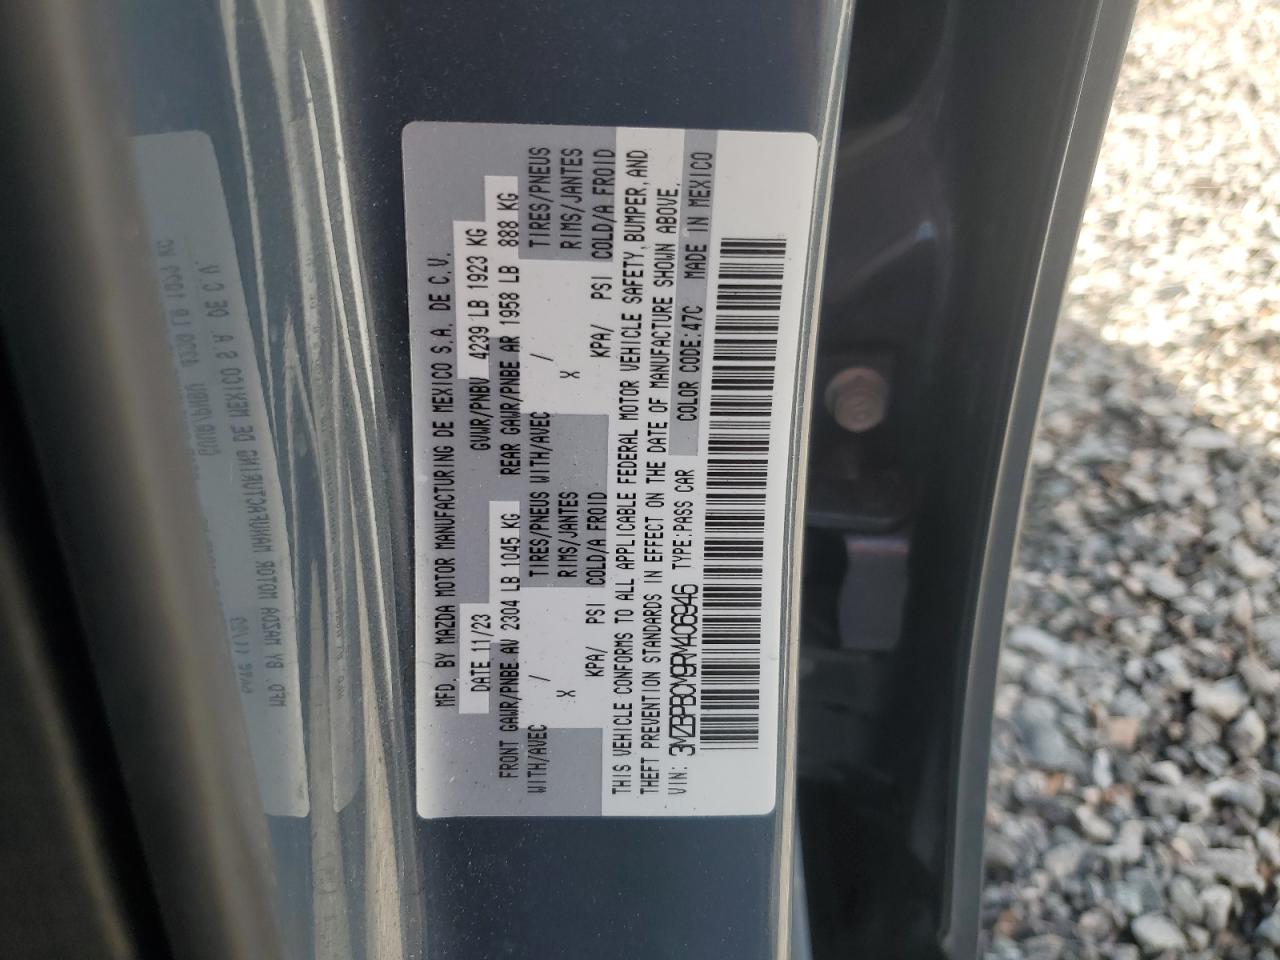 MFD. BY MAZDA MOTOR MANUFACTURING DE MEXICO S.A. DE C.V.
DATE 11/23 GVWR/PNBV 4239 LB 1923 KG
FRONT GAWR/PNBE AV 2304 LB 1045 KG REAR GAWR/PNBE AR 1958 LB 888 KG
WITH/AVEC / TIRES/PNEUS WITH/AVEC / TIRES/PNEUS
X RIMS/JANTES X RIMS/JANTES
KPA/ PSI COLD/A FROID KPA/ PSI COLD/A FROID
THIS VEHICLE CONFORMS TO ALL APPLICABLE FEDERAL MOTOR VEHICLE SAFETY, BUMPER, AND
THEFT PREVENTION STANDARDS IN EFFECT ON THE DATE OF MANUFACTURE SHOWN ABOVE.
VIN: 3MZBPBCM9RM406946 TYPE:PASS CAR COLOR CODE:47C MADE IN MEXICO